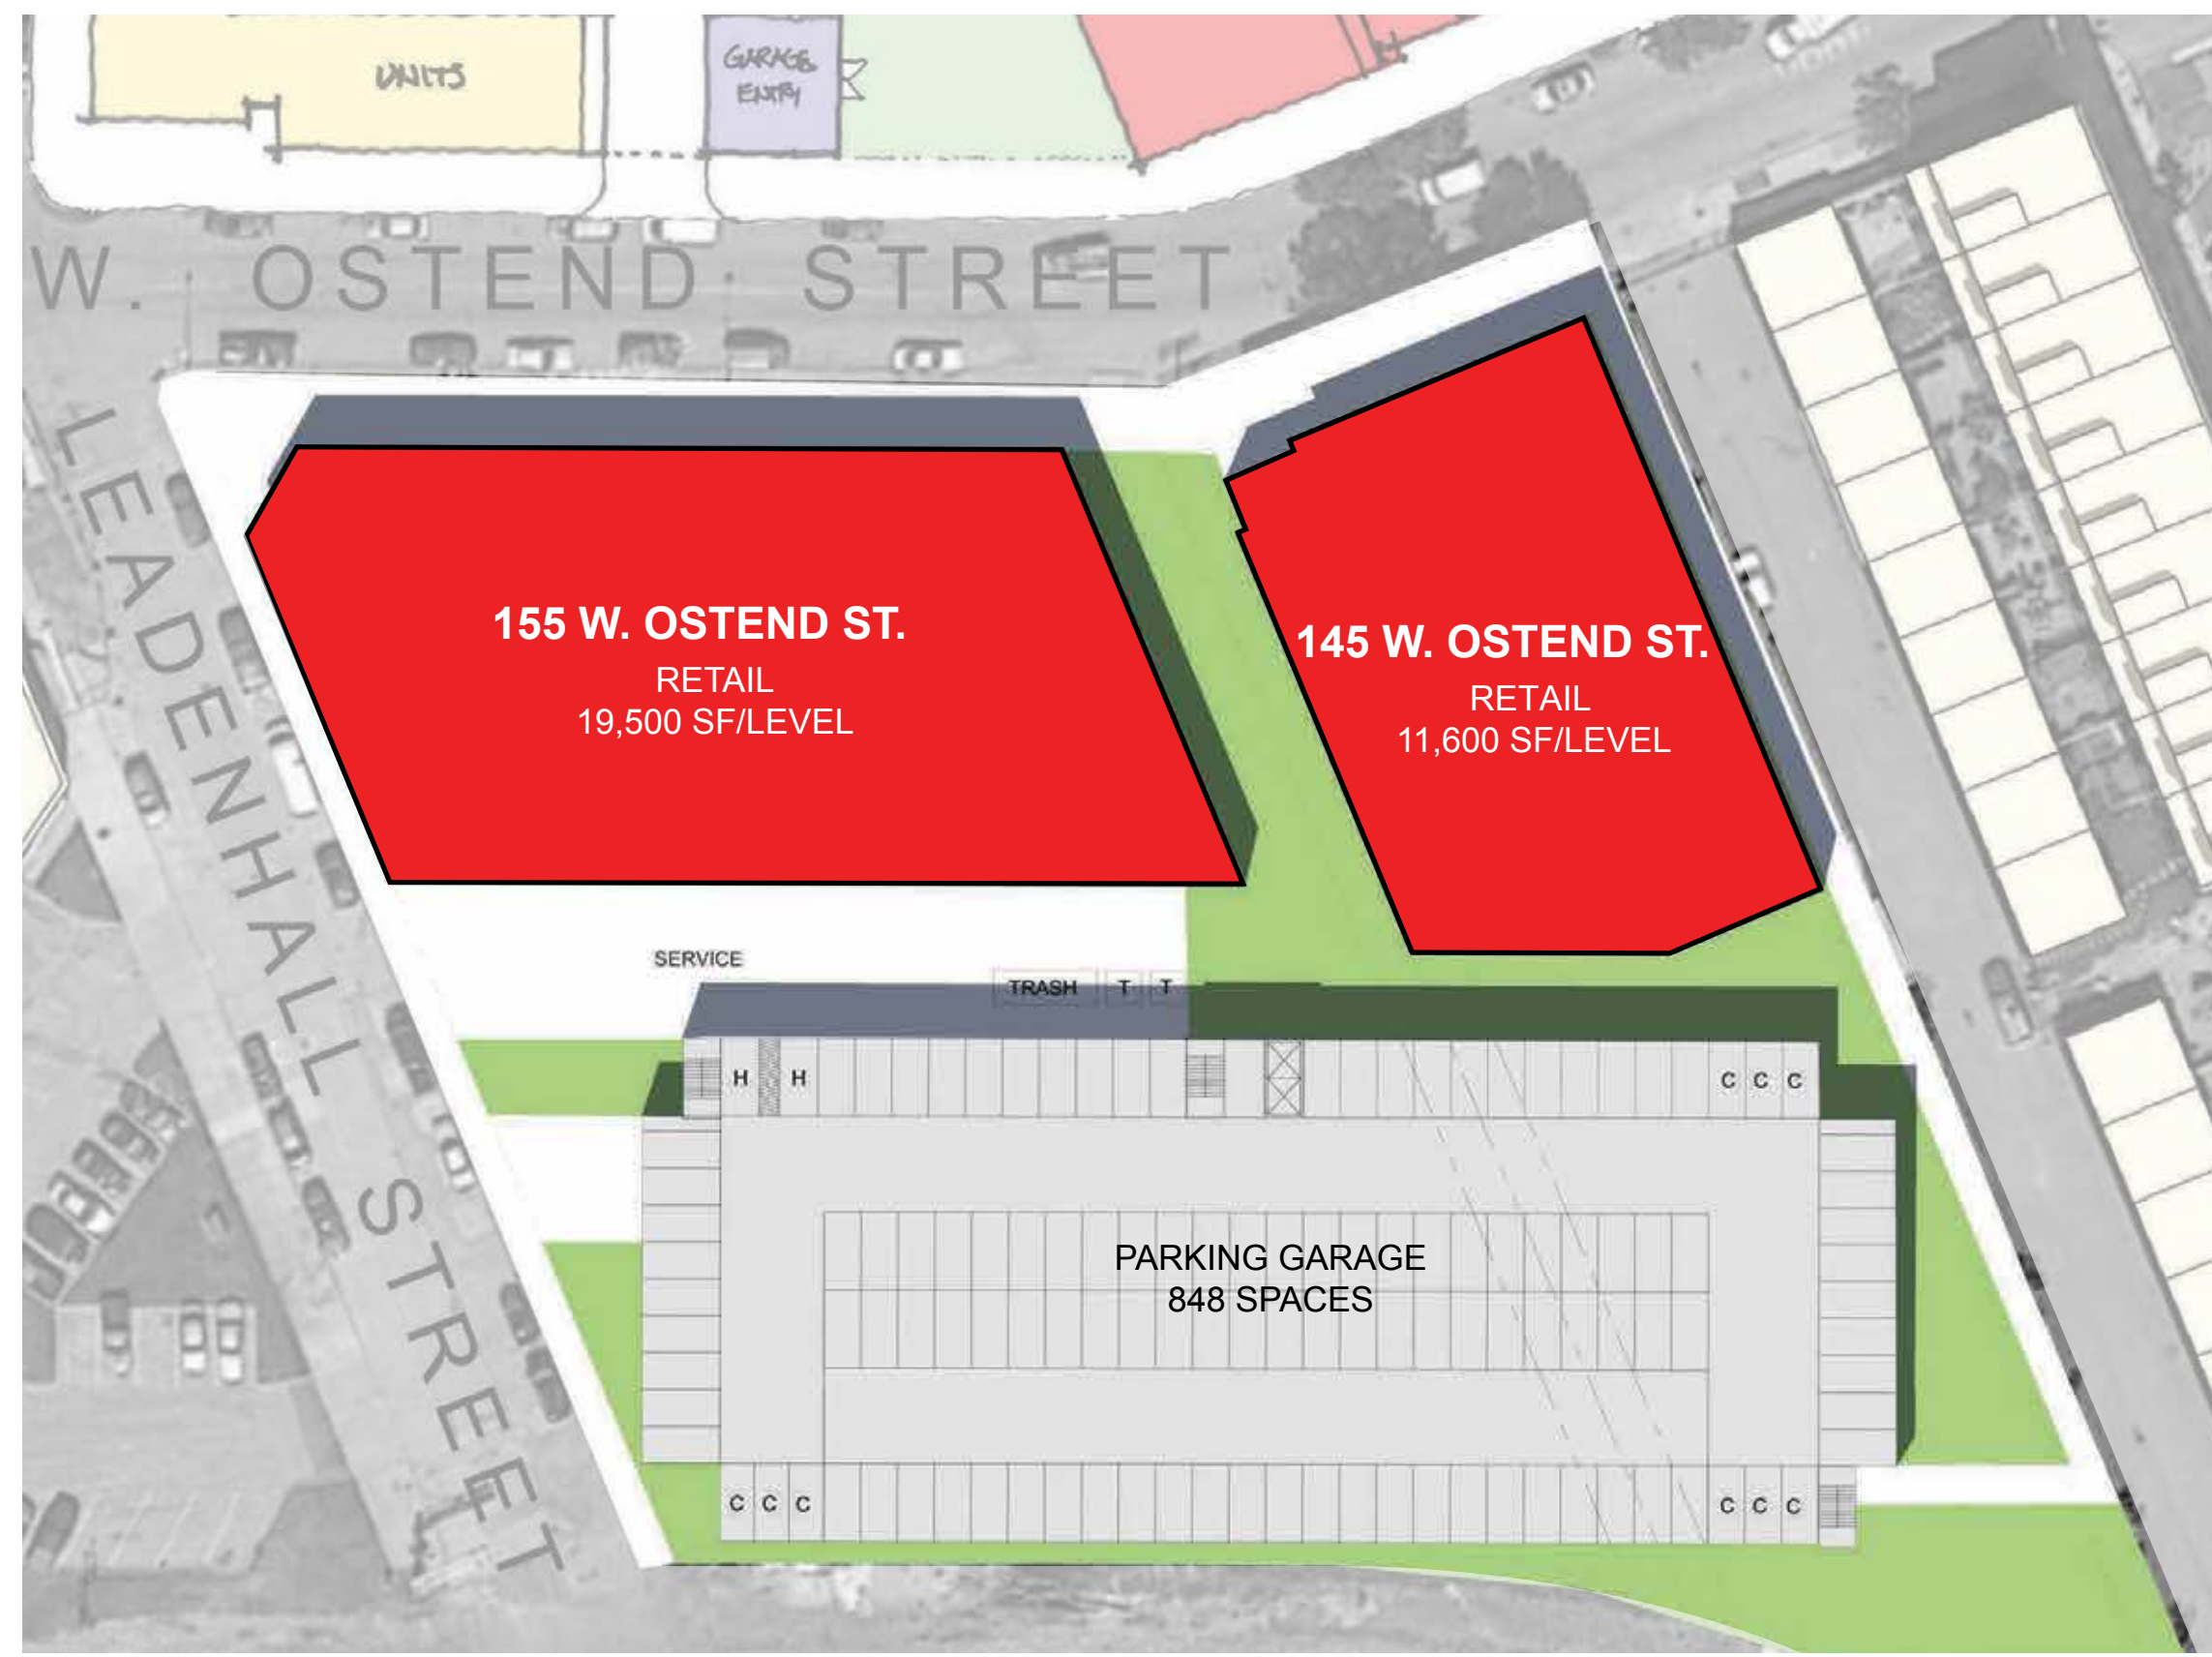 UNITS
GARAGE
ENTRY
W. OSTEND STREET
LEADENHALL STREET
155 W. OSTEND ST.
RETAIL
19,500 SF/LEVEL
145 W. OSTEND ST.
RETAIL
11,600 SF/LEVEL
SERVICE
TRASH T T
H H
C C C
PARKING GARAGE
848 SPACES
C C C
C C C